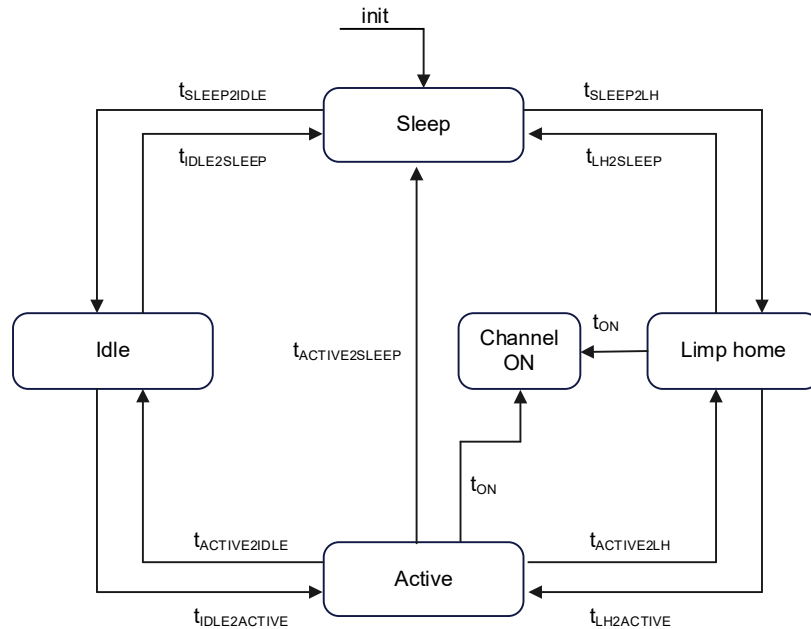 init
tSLEEP2IDLE
tSLEEP2LH
Sleep
tIDLE2SLEEP
tLH2SLEEP
Idle
tACTIVE2SLEEP
Channel
ON
tON
Limp home
tON
tACTIVE2IDLE
tACTIVE2LH
Active
tIDLE2ACTIVE
tLH2ACTIVE